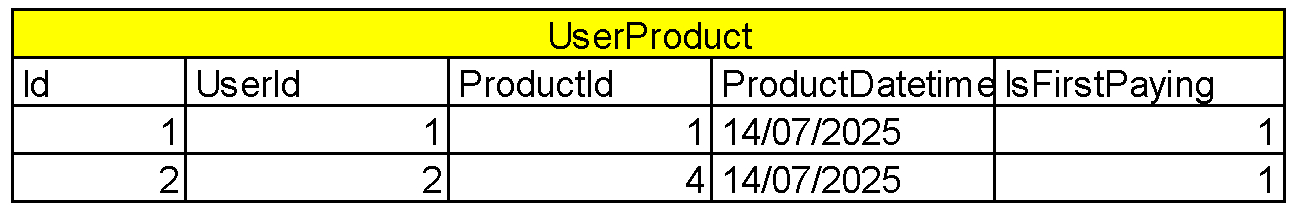 UserProduct
Id UserId ProductId ProductDatetime IsFirstPaying
1 1 1 14/07/2025 1
2 2 4 14/07/2025 1